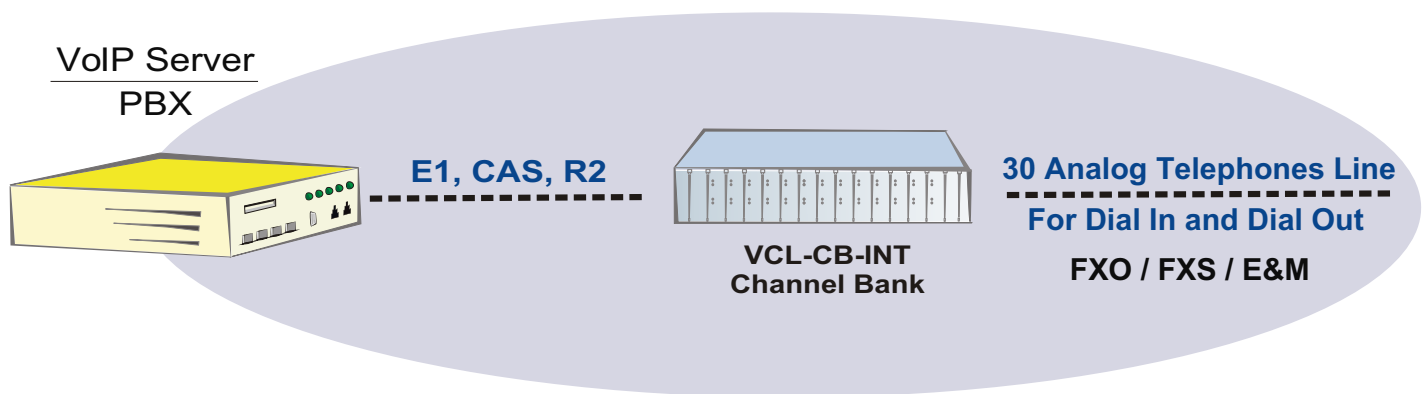 VoIP Server
PBX
E1, CAS, R2
VCL-CB-INT
Channel Bank
30 Analog Telephones Line
For Dial In and Dial Out
FXO / FXS / E&M